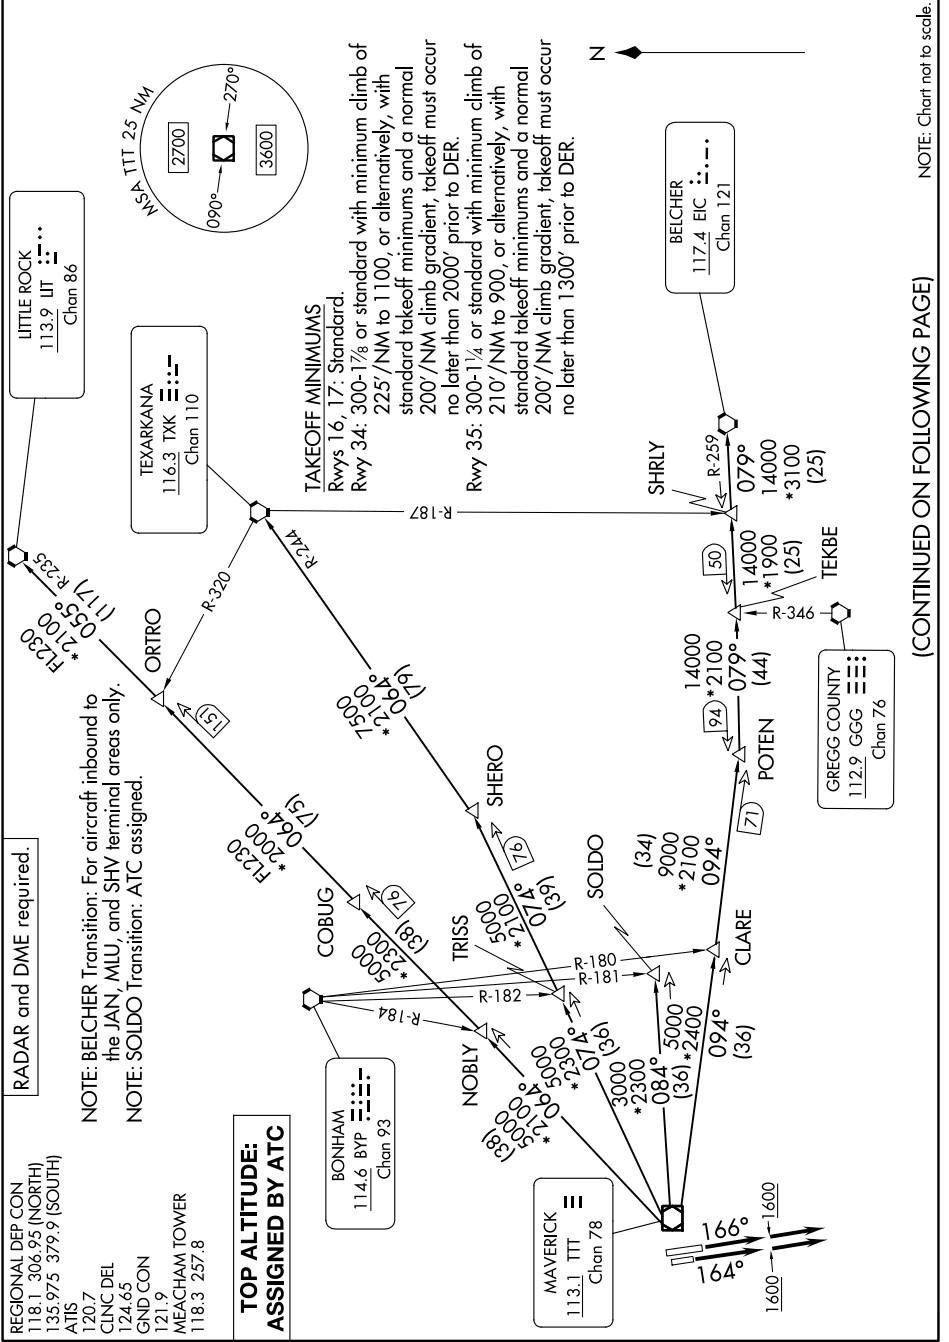 REGIONAL DEP CON
118.1 306.95 (NORTH)
135.975 379.9 (SOUTH)
ATIS
120.7
CLNC DEL
124.65
GND CON
121.9
MEACHAM TOWER
118.3 257.8
RADAR and DME required.
NOTE: BELCHER Transition: For aircraft inbound to
the JAN, MLU, and SHV terminal areas only.
NOTE: SOLDO Transition: ATC assigned.
TOP ALTITUDE:
ASSIGNED BY ATC
LITTLE ROCK
113.9 LIT
Chan 86
MSA TTT 25 NM
2700
090°
270°
3600
TEXARKANA
116.3 TXK
Chan 110
TAKEOFF MINIMUMS
Rwys 16, 17: Standard.
Rwy 34: 300-1⅞ or standard with minimum climb of
225'/NM to 1100, or alternatively, with
standard takeoff minimums and a normal
200'/NM climb gradient, takeoff must occur
no later than 2000' prior to DER.
Rwy 35: 300-1¼ or standard with minimum climb of
210'/NM to 900, or alternatively, with
standard takeoff minimums and a normal
200'/NM climb gradient, takeoff must occur
no later than 1300' prior to DER.
N
R-235
FL230
*2100
055°
(117)
ORTRO
R-320
151
FL230
*2000
064°
(75)
COBUG
76
5000
*2300
(38)
NOBLY
5000
*2100
064°
(38)
R-244
7500
*2100
064°
(79)
SHERO
76
5000
*2100
074°
(39)
TRISS
5000
*2300
074°
(36)
BONHAM
114.6 BYP
Chan 93
R-184
R-182
R-181
R-180
SOLDO
3000
*2300
084°
(36)
MAVERICK
113.1 TTT
Chan 78
166°
164°
1600
1600
5000
*2400
094°
(36)
CLARE
(34)
9000
*2100
094°
71
POTEN
94
14000
*2100
079°
(44)
TEKBE
R-346
GREGG COUNTY
112.9 GGG
Chan 76
50
14000
*1900
(25)
SHRLY
R-187
R-259
079°
14000
*3100
(25)
BELCHER
117.4 EIC
Chan 121
(CONTINUED ON FOLLOWING PAGE)
NOTE: Chart not to scale.